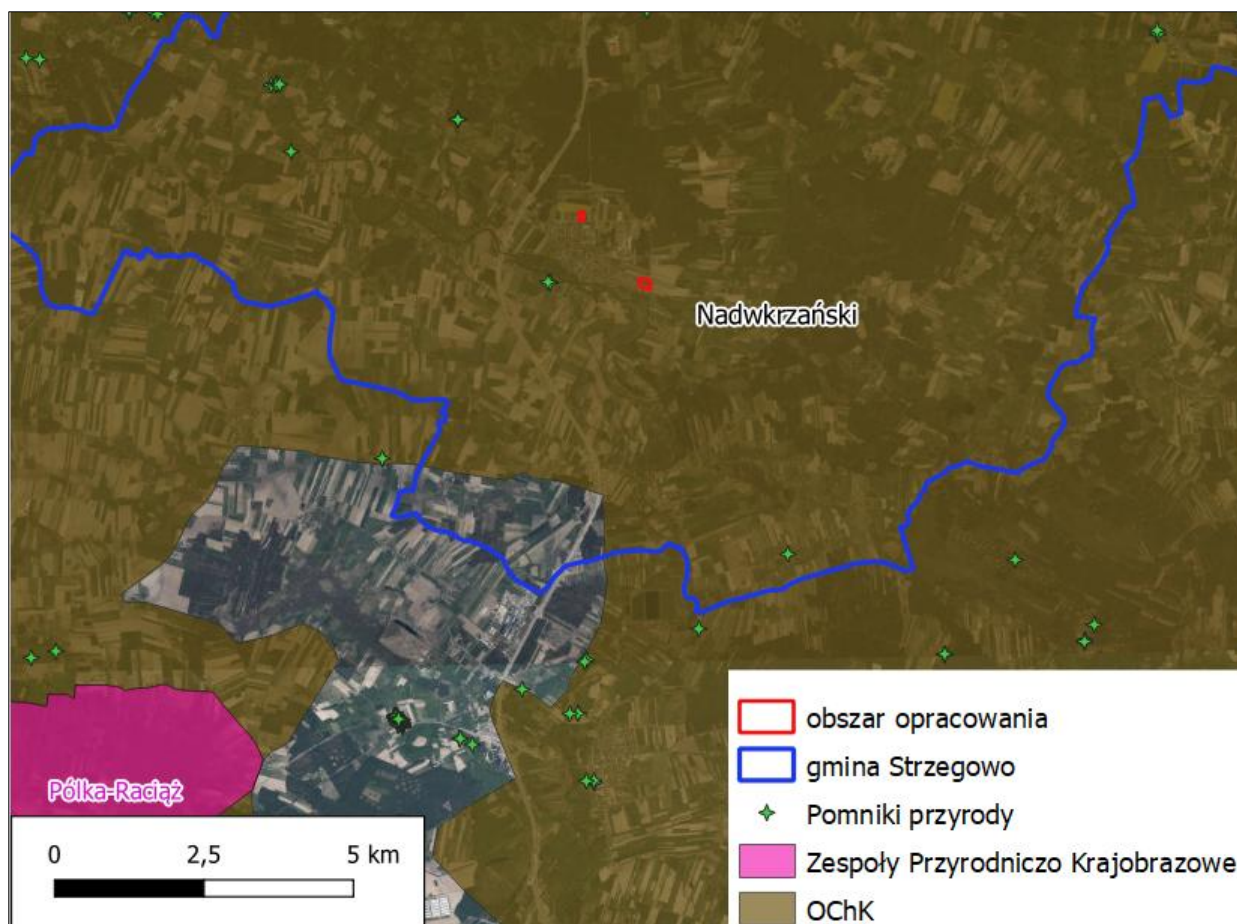 Nadwkrzański
Pólka-Raciąż
0 2,5 5 km
obszar opracowania
gmina Strzegowo
Pomniki przyrody
Zespoły Przyrodniczo Krajobrazowe
OChK